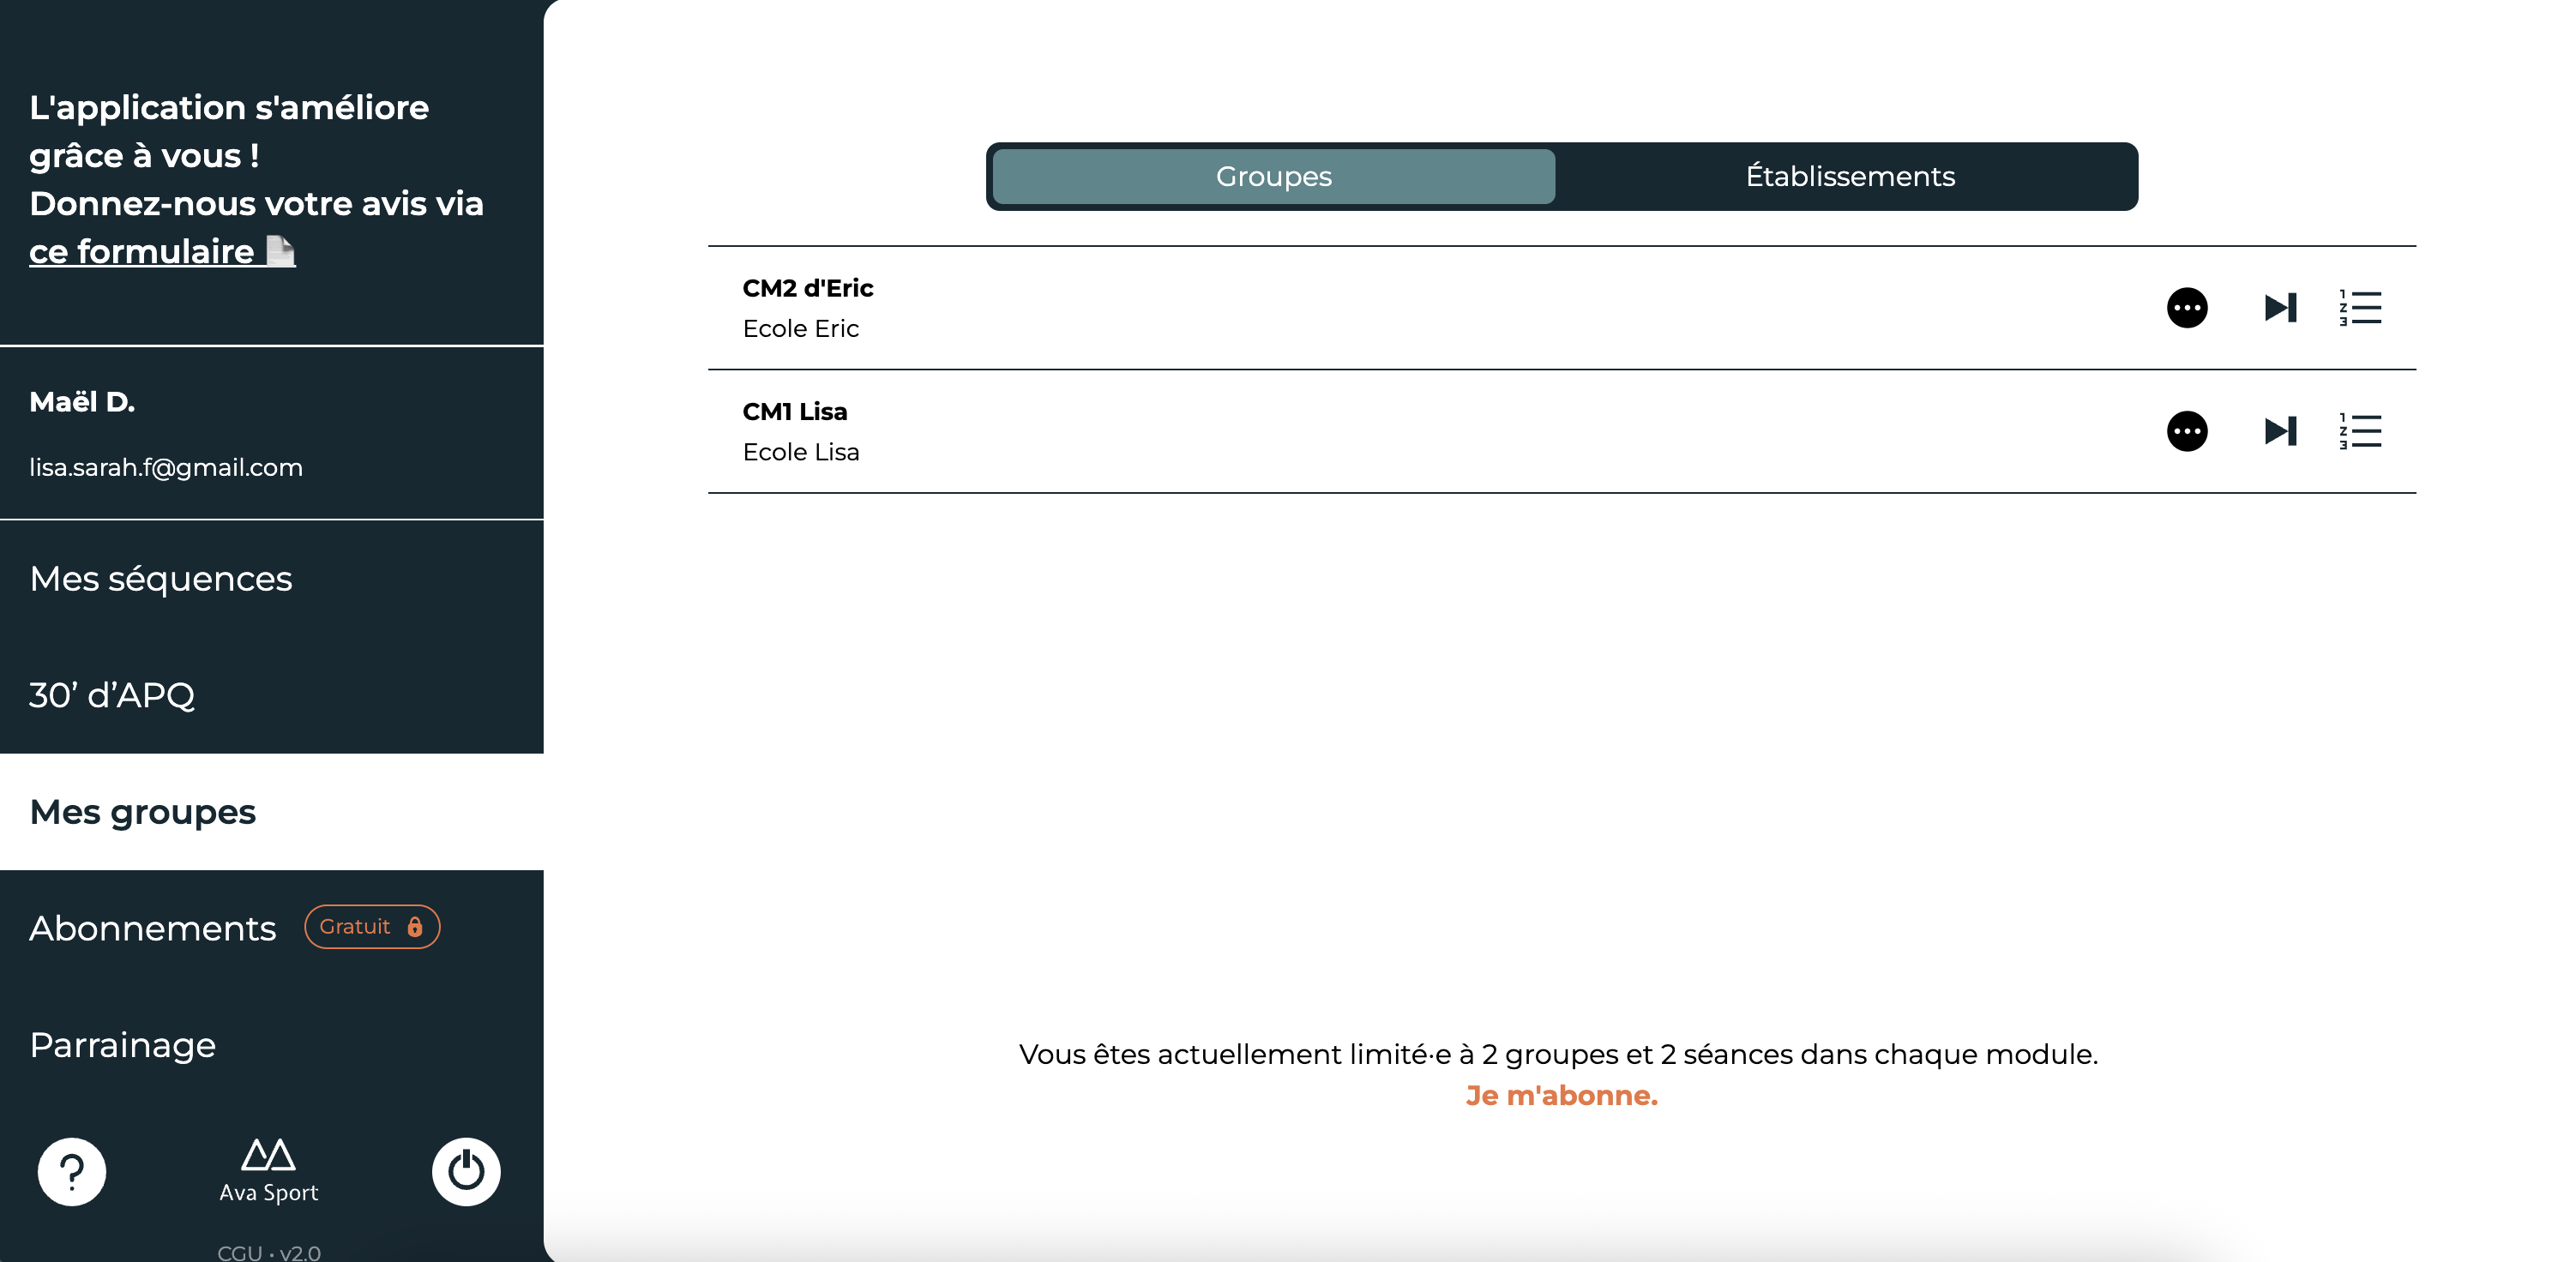 L'application s'améliore
grâce à vous !
Donnez-nous votre avis via
ce formulaire
Maël D.
lisa.sarah.f@gmail.com
Mes séquences
30’ d’APQ
Mes groupes
Abonnements Gratuit
Parrainage
?
Ava Sport
CGU • v2.0
Groupes Établissements
CM2 d'Eric
Ecole Eric
CM1 Lisa
Ecole Lisa
Vous êtes actuellement limité·e à 2 groupes et 2 séances dans chaque module.
Je m'abonne.